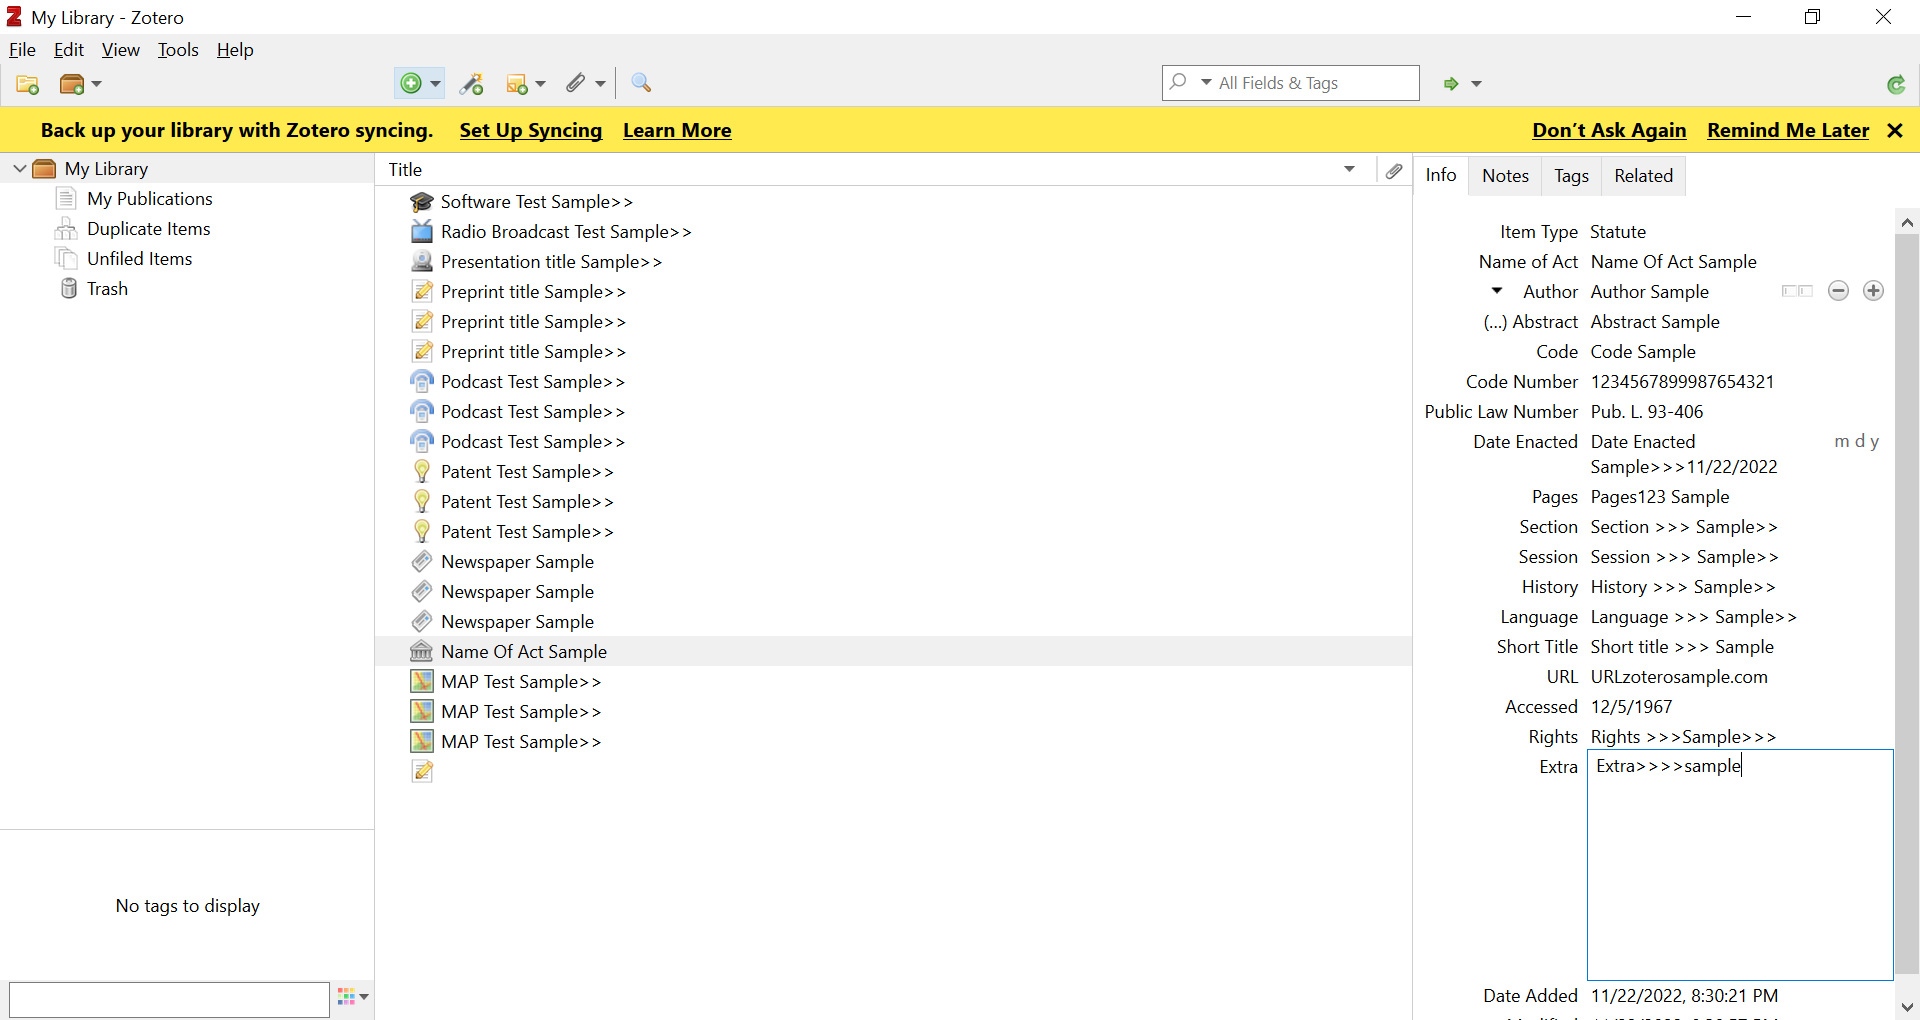 My Library - Zotero
File Edit View Tools Help
All Fields & Tags
Back up your library with Zotero syncing. Set Up Syncing Learn More Don't Ask Again Remind Me Later
My Library
My Publications
Duplicate Items
Unfiled Items
Trash
No tags to display
Title
Software Test Sample>>
Radio Broadcast Test Sample>>
Presentation title Sample>>
Preprint title Sample>>
Preprint title Sample>>
Preprint title Sample>>
Podcast Test Sample>>
Podcast Test Sample>>
Podcast Test Sample>>
Patent Test Sample>>
Patent Test Sample>>
Patent Test Sample>>
Newspaper Sample
Newspaper Sample
Newspaper Sample
Name Of Act Sample
MAP Test Sample>>
MAP Test Sample>>
MAP Test Sample>>
Info Notes Tags Related
Item Type Statute
Name of Act Name Of Act Sample
Author Author Sample
(...) Abstract Abstract Sample
Code Code Sample
Code Number 1234567899987654321
Public Law Number Pub. L. 93-406
Date Enacted Date Enacted m d y
Sample>>>11/22/2022
Pages Pages123 Sample
Section Section >>> Sample>>
Session Session >>> Sample>>
History History >>> Sample>>
Language Language >>> Sample>>
Short Title Short title >>> Sample
URL URLzoterosample.com
Accessed 12/5/1967
Rights Rights >>>Sample>>>
Extra Extra>>>>sample
Date Added 11/22/2022, 8:30:21 PM